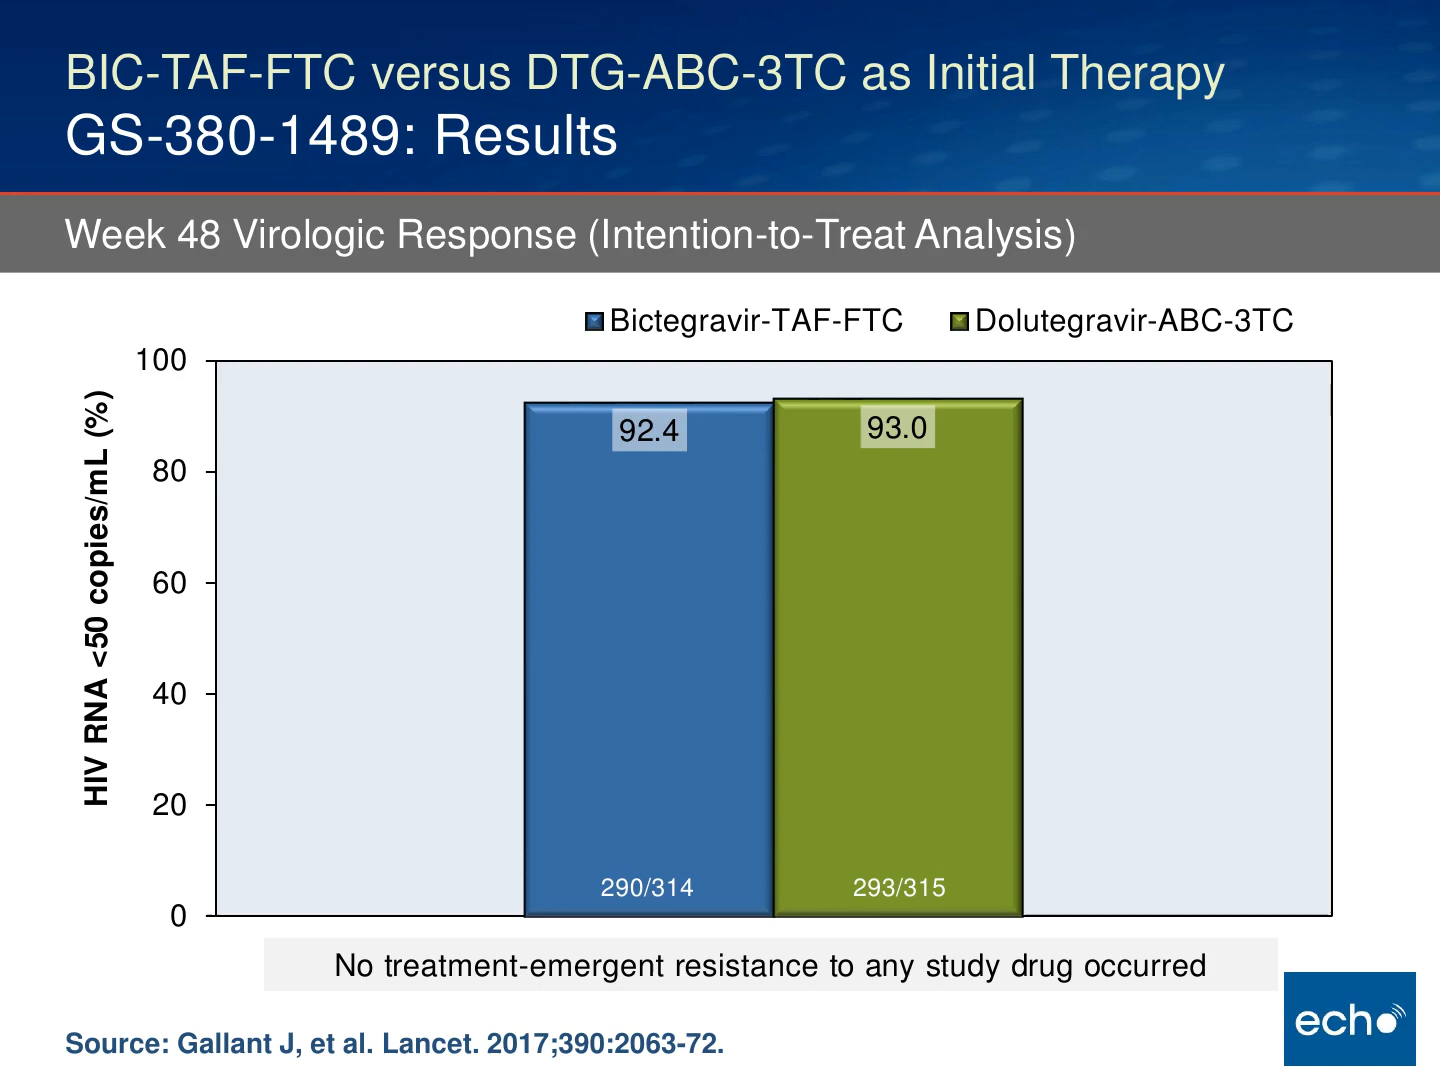 BIC-TAF-FTC versus DTG-ABC-3TC as Initial Therapy
GS-380-1489: Results
Week 48 Virologic Response (Intention-to-Treat Analysis)
Bictegravir-TAF-FTC
Dolutegravir-ABC-3TC
HIV RNA <50 copies/mL (%)
100
80
60
40
20
0
92.4
93.0
290/314
293/315
No treatment-emergent resistance to any study drug occurred
Source: Gallant J, et al. Lancet. 2017;390:2063-72.
echo